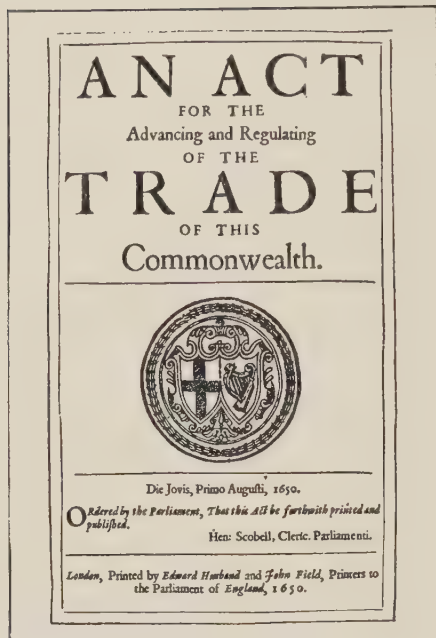 AN ACT
FOR THE
Advancing and Regulating
OF THE
TRADE
OF THIS
Commonwealth.
Die Jovis, Primo Augusti, 1650.
ORdered by the Parliament, That this Act be forthwith printed and
published.
Hen: Scobell, Cleric. Parliamenti.
London, Printed by Edward Husband and John Field, Printers to
the Parliament of England, 1650.